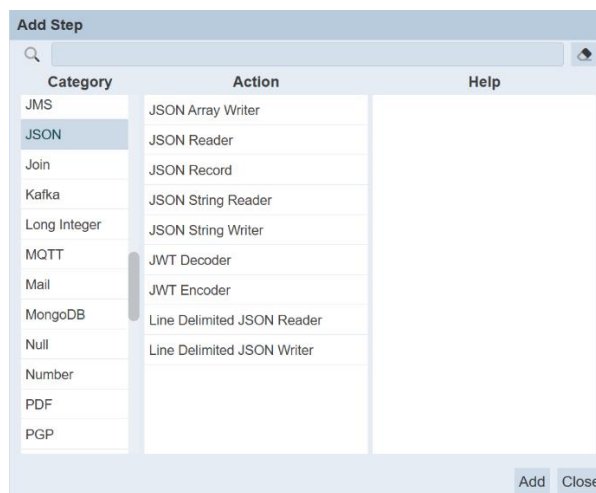 Add Step
Category
Action
Help
JMS
JSON
Join
Kafka
Long Integer
MQTT
Mail
MongoDB
Null
Number
PDF
PGP
JSON Array Writer
JSON Reader
JSON Record
JSON String Reader
JSON String Writer
JWT Decoder
JWT Encoder
Line Delimited JSON Reader
Line Delimited JSON Writer
Add
Close